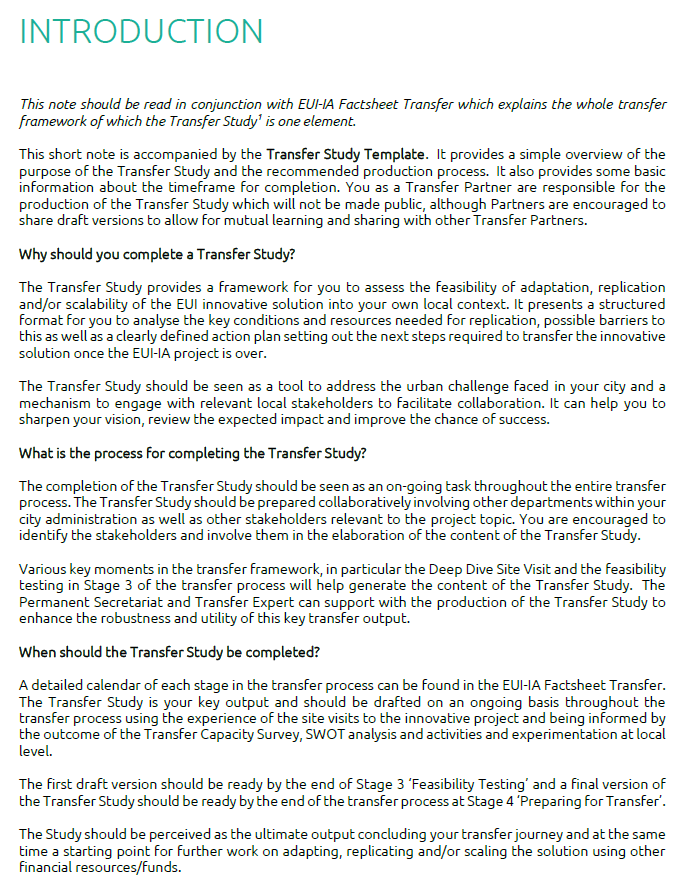 INTRODUCTION
This note should be read in conjunction with EUI-IA Factsheet Transfer which explains the whole transfer
framework of which the Transfer Study¹ is one element.
This short note is accompanied by the Transfer Study Template. It provides a simple overview of the
purpose of the Transfer Study and the recommended production process. It also provides some basic
information about the timeframe for completion. You as a Transfer Partner are responsible for the
production of the Transfer Study which will not be made public, although Partners are encouraged to
share draft versions to allow for mutual learning and sharing with other Transfer Partners.
Why should you complete a Transfer Study?
The Transfer Study provides a framework for you to assess the feasibility of adaptation, replication
and/or scalability of the EUI innovative solution into your own local context. It presents a structured
format for you to analyse the key conditions and resources needed for replication, possible barriers to
this as well as a clearly defined action plan setting out the next steps required to transfer the innovative
solution once the EUI-IA project is over.
The Transfer Study should be seen as a tool to address the urban challenge faced in your city and a
mechanism to engage with relevant local stakeholders to facilitate collaboration. It can help you to
sharpen your vision, review the expected impact and improve the chance of success.
What is the process for completing the Transfer Study?
The completion of the Transfer Study should be seen as an on-going task throughout the entire transfer
process. The Transfer Study should be prepared collaboratively involving other departments within your
city administration as well as other stakeholders relevant to the project topic. You are encouraged to
identify the stakeholders and involve them in the elaboration of the content of the Transfer Study.
Various key moments in the transfer framework, in particular the Deep Dive Site Visit and the feasibility
testing in Stage 3 of the transfer process will help generate the content of the Transfer Study. The
Permanent Secretariat and Transfer Expert can support with the production of the Transfer Study to
enhance the robustness and utility of this key transfer output.
When should the Transfer Study be completed?
A detailed calendar of each stage in the transfer process can be found in the EUI-IA Factsheet Transfer.
The Transfer Study is your key output and should be drafted on an ongoing basis throughout the
transfer process using the experience of the site visits to the innovative project and being informed by
the outcome of the Transfer Capacity Survey, SWOT analysis and activities and experimentation at local
level.
The first draft version should be ready by the end of Stage 3 ‘Feasibility Testing’ and a final version of
the Transfer Study should be ready by the end of the transfer process at Stage 4 ‘Preparing for Transfer’.
The Study should be perceived as the ultimate output concluding your transfer journey and at the same
time a starting point for further work on adapting, replicating and/or scaling the solution using other
financial resources/funds.